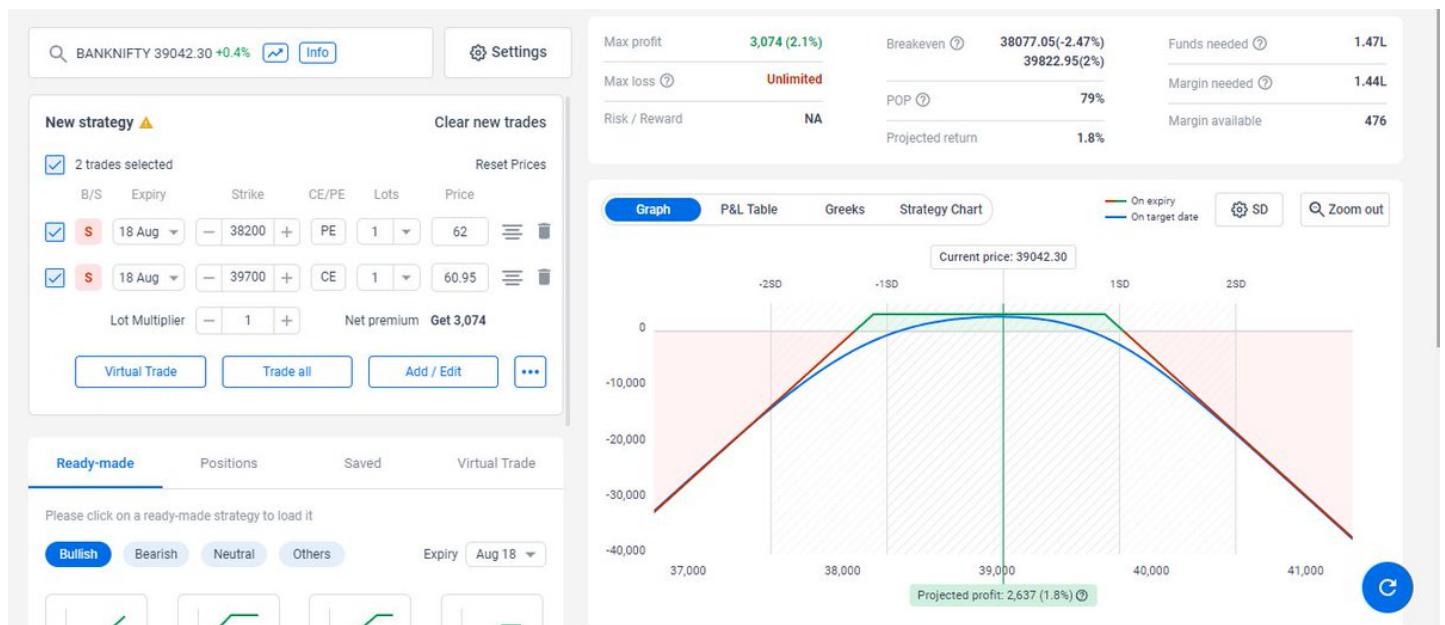 BANKNIFTY 39042.30 +0.4% Info
Settings
New strategy
Clear new trades
2 trades selected
Reset Prices
B/S Expiry Strike CE/PE Lots Price
S 18 Aug — 38200 + PE 1 62
S 18 Aug — 39700 + CE 1 60.95
Lot Multiplier — 1 + Net premium Get 3,074
Virtual Trade
Trade all
Add / Edit
Ready-made
Positions
Saved
Virtual Trade
Please click on a ready-made strategy to load it
Bullish
Bearish
Neutral
Others
Expiry Aug 18
Max profit 3,074 (2.1%)
Max loss Unlimited
Risk / Reward NA
Breakeven 38077.05(-2.47%)
39822.95(2%)
POP 79%
Projected return 1.8%
Funds needed 1.47L
Margin needed 1.44L
Margin available 476
Graph
P&L Table
Greeks
Strategy Chart
On expiry
On target date
SD
Zoom out
Current price: 39042.30
-2SD -1SD 1SD 2SD
0
-10,000
-20,000
-30,000
-40,000
37,000 38,000 39,000 40,000 41,000
Projected profit: 2,637 (1.8%)